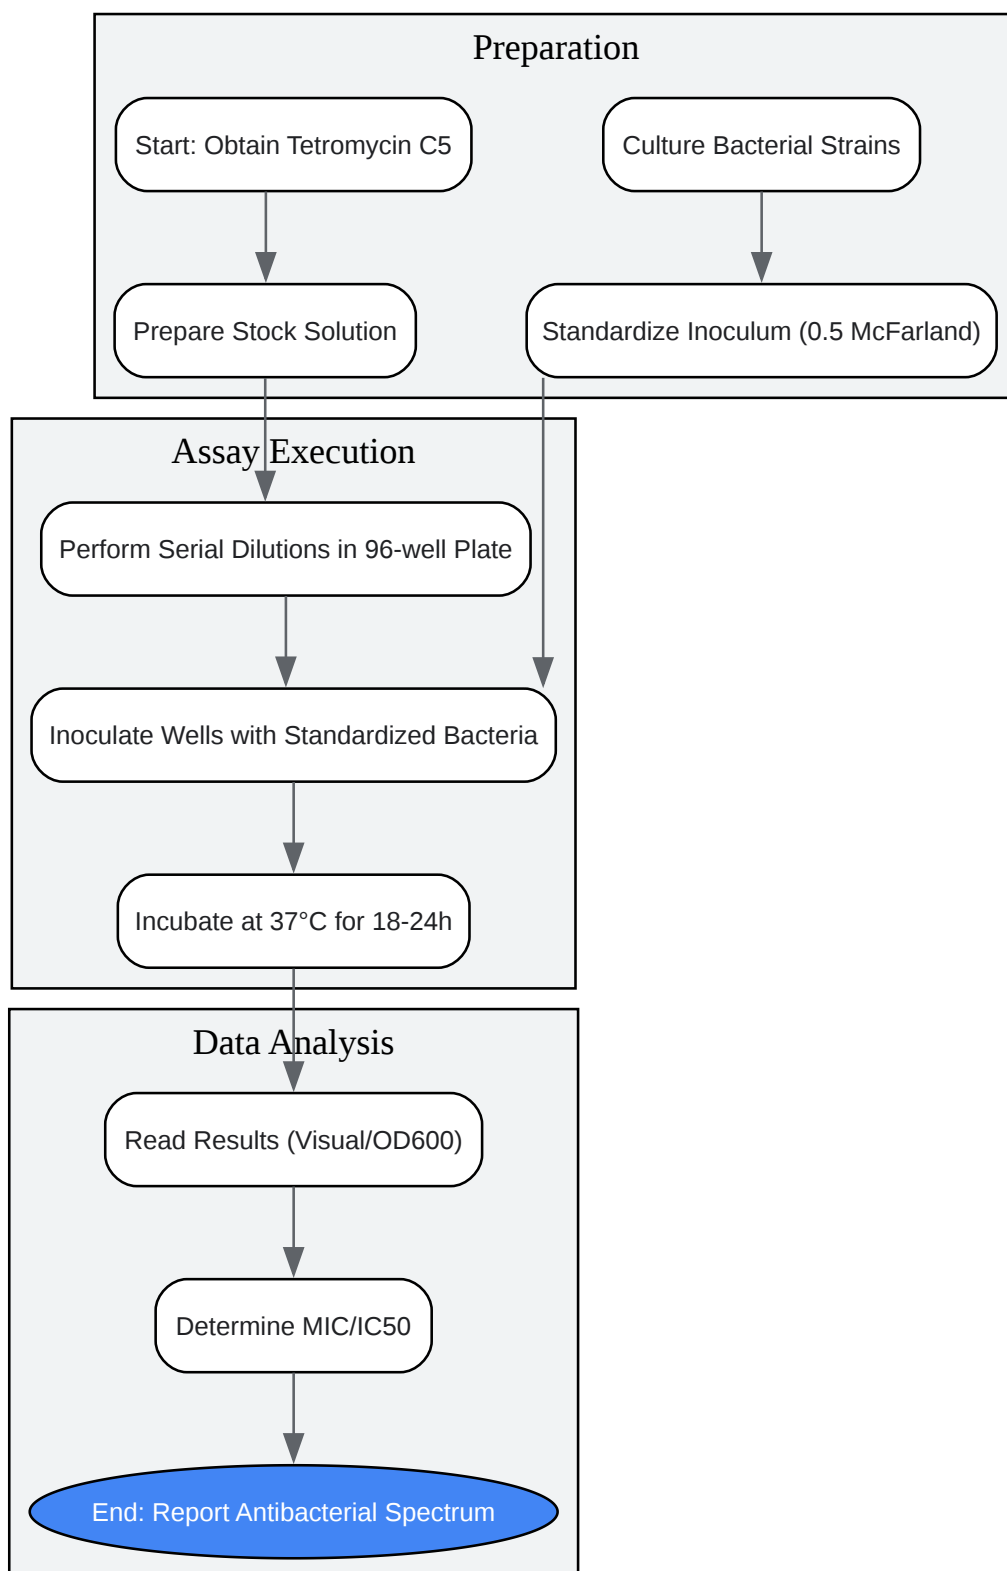 Preparation
Start: Obtain Tetromycin C5
Culture Bacterial Strains
Prepare Stock Solution
Standardize Inoculum (0.5 McFarland)
Assay Execution
Perform Serial Dilutions in 96-well Plate
Inoculate Wells with Standardized Bacteria
Incubate at 37°C for 18-24h
Data Analysis
Read Results (Visual/OD600)
Determine MIC/IC50
End: Report Antibacterial Spectrum